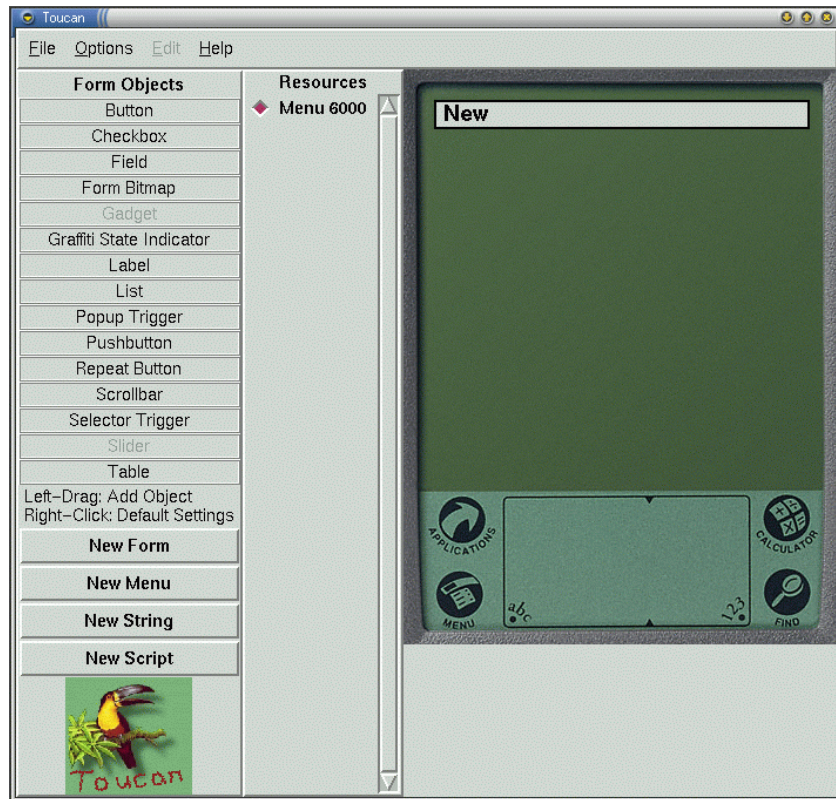 Toucan
File Options Edit Help
Form Objects
Button
Checkbox
Field
Form Bitmap
Gadget
Graffiti State Indicator
Label
List
Popup Trigger
Pushbutton
Repeat Button
Scrollbar
Selector Trigger
Slider
Table
Left-Drag: Add Object
Right-Click: Default Settings
New Form
New Menu
New String
New Script
Toucan
Resources
Menu 6000
New
APPLICATIONS
CALCULATOR
MENU
abc
123
FIND